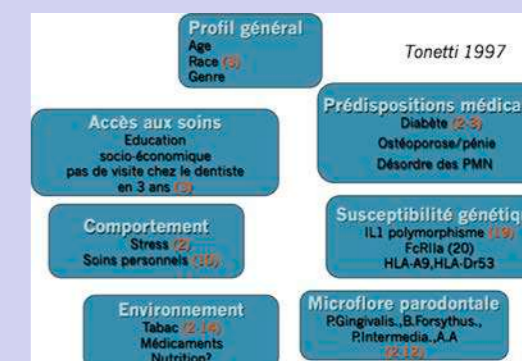 Profil général
Age
Race (3)
Genre
Tonetti 1997
Accès aux soins
Education
socio-économique
pas de visite chez le dentiste
en 3 ans (3)
Prédispositions médica
Diabète (2-3)
Ostéoporose/pénie
Désordre des PMN
Comportement
Stress (2)
Soins personnels (10)
Susceptibilité génétiq
IL1 polymorphisme (19)
FcRIIa (20)
HLA-A9,HLA-Dr53
Environnement
Tabac (2-14)
Médicaments
Nutrition?
Microflore parodontale
P.Gingivalis.,B.Forsythus.,
P.Intermedia.,A.A
(2-12)